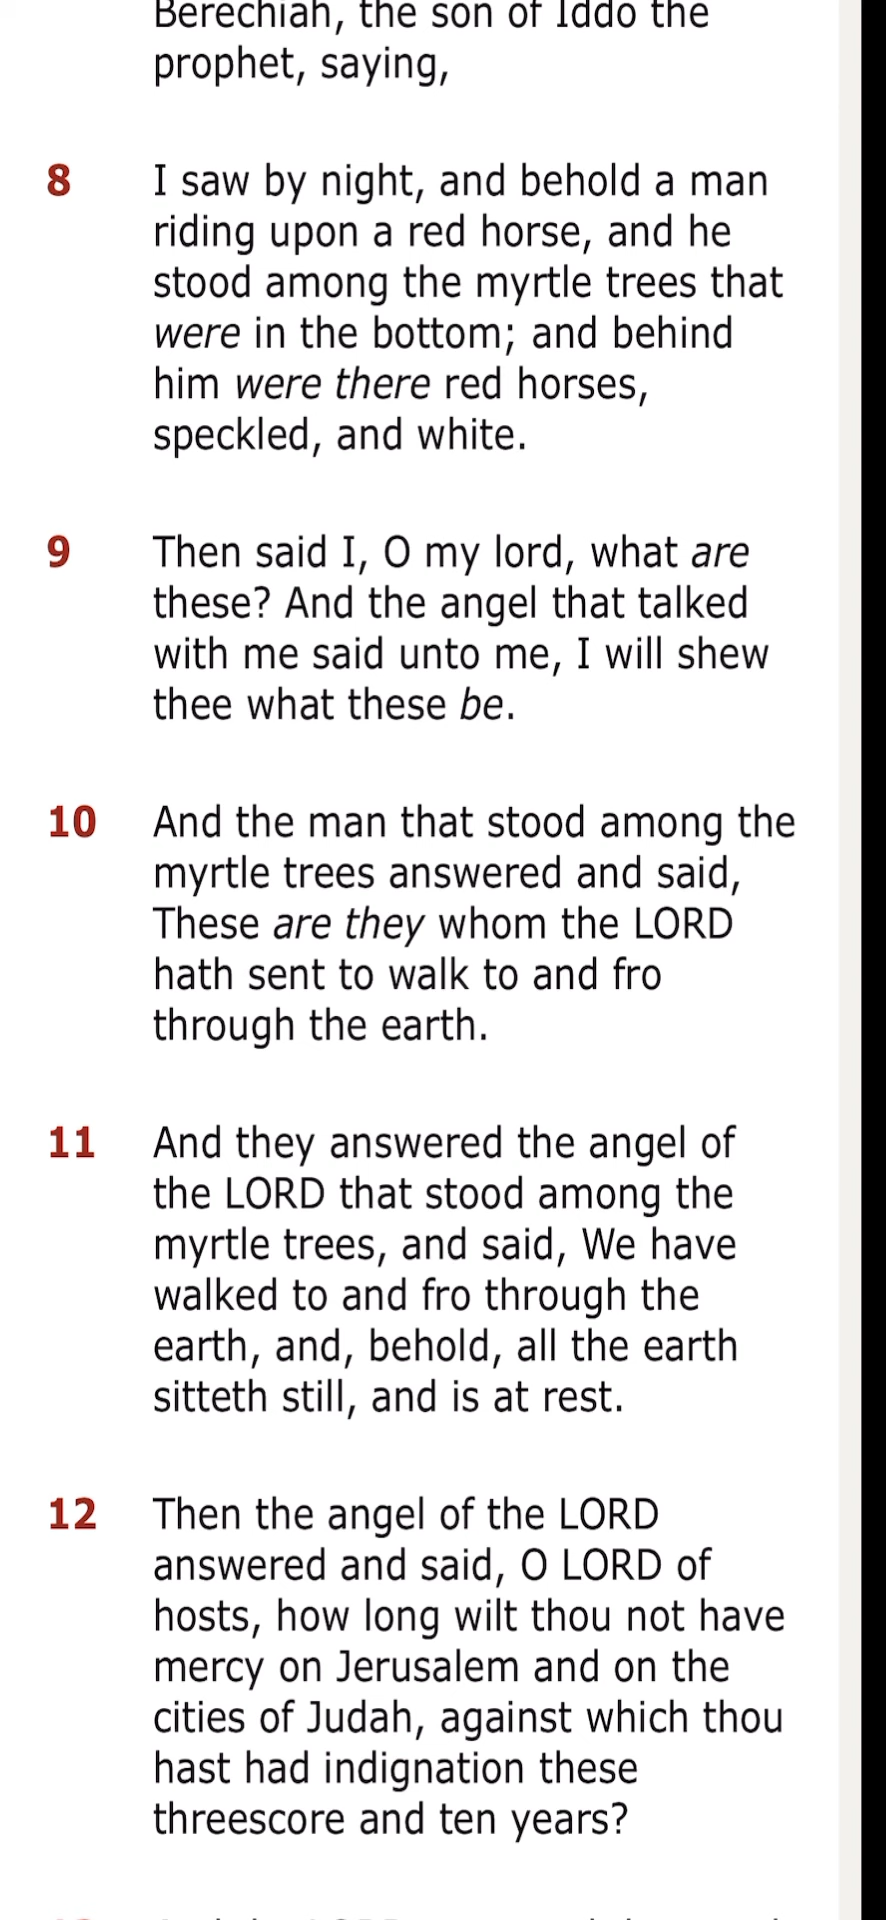 Berechiah, the son of Iddo the
prophet, saying,
8 I saw by night, and behold a man
riding upon a red horse, and he
stood among the myrtle trees that
were in the bottom; and behind
him were there red horses,
speckled, and white.
9 Then said I, O my lord, what are
these? And the angel that talked
with me said unto me, I will shew
thee what these be.
10 And the man that stood among the
myrtle trees answered and said,
These are they whom the LORD
hath sent to walk to and fro
through the earth.
11 And they answered the angel of
the LORD that stood among the
myrtle trees, and said, We have
walked to and fro through the
earth, and, behold, all the earth
sitteth still, and is at rest.
12 Then the angel of the LORD
answered and said, O LORD of
hosts, how long wilt thou not have
mercy on Jerusalem and on the
cities of Judah, against which thou
hast had indignation these
threescore and ten years?